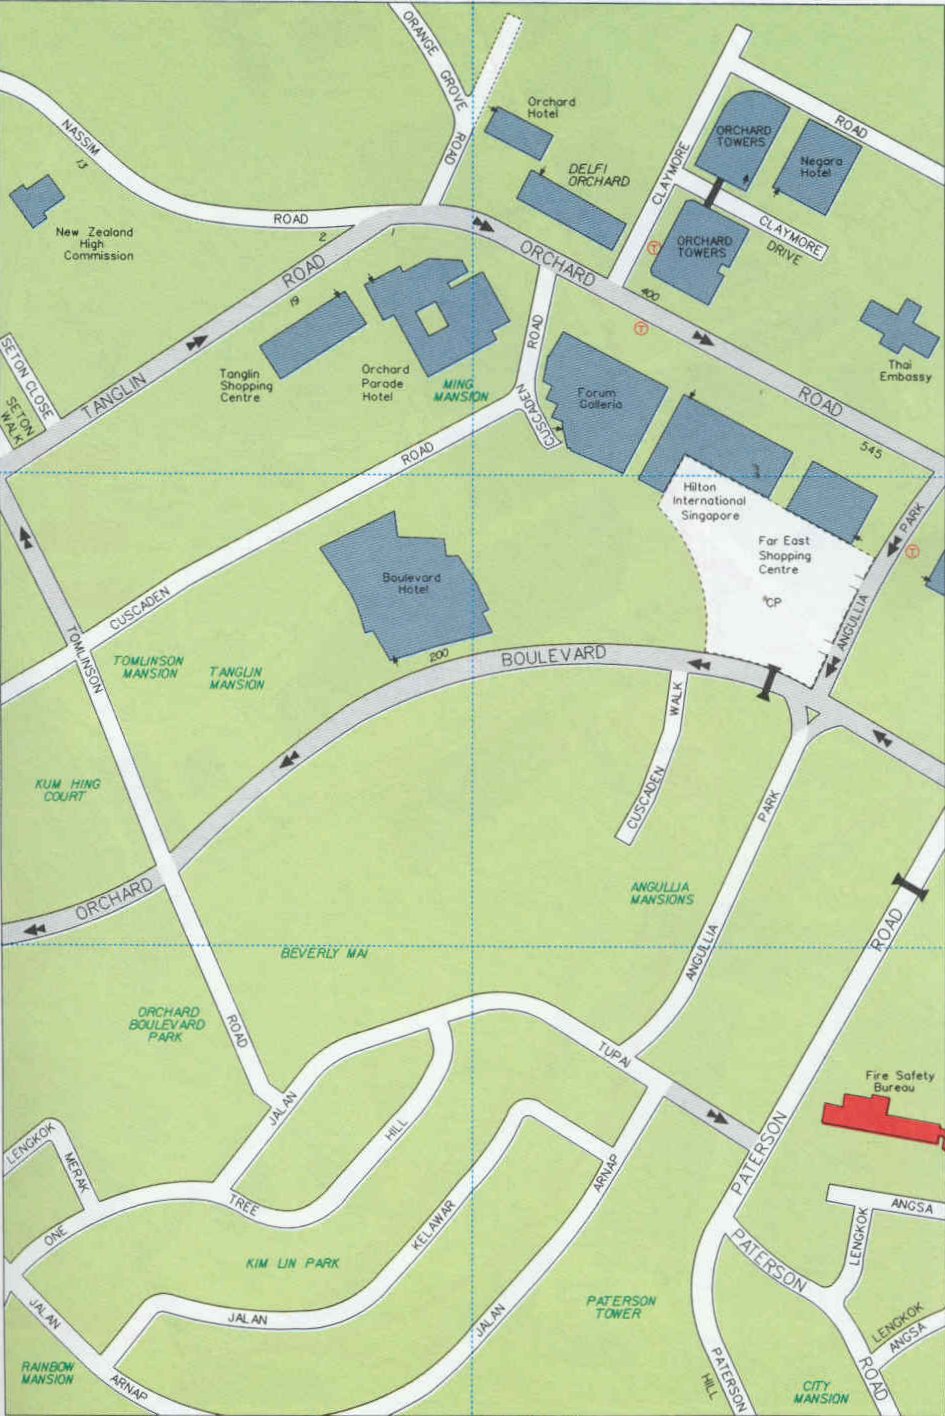 ORANGE
GROVE
ROAD
Orchard
Hotel
DELFI
ORCHARD
CLAYMORE
ORCHARD
TOWERS
ROAD
Negara
Hotel
NASSIM
13
ROAD
New Zealand
High
Commission
2
1
ROAD
ORCHARD
ORCHARD
TOWERS
CLAYMORE
DRIVE
T
T
400
19
Thai
Embassy
SETON CLOSE
SETON
WALK
TANGLIN
Tanglin
Shopping
Centre
Orchard
Parade
Hotel
MING
MANSION
ROAD
CUSCADEN
Forum
Galleria
ROAD
545
ROAD
Hilton
International
Singapore
Far East
Shopping
Centre
CP
PARK
T
ANGULLIA
Boulevard
Hotel
CUSCADEN
TOMLINSON
TOMLINSON
MANSION
TANGLIN
MANSION
200
BOULEVARD
WALK
CUSCADEN
KUM HING
COURT
PARK
ORCHARD
ANGULLIA
MANSIONS
ROAD
ANGULLIA
BEVERLY MAI
ORCHARD
BOULEVARD
PARK
ROAD
TUPAI
JALAN
Fire Safety
Bureau
HILL
LENGKOK
MERAK
ARNAP
PATERSON
TREE
KELAWAR
ANGSA
LENGKOK
ONE
KIM LIN PARK
PATERSON
PATERSON
TOWER
JALAN
JALAN
JALAN
LENGKOK
ANGSA
RAINBOW
MANSION
ARNAP
PATERSON
HILL
CITY
MANSION
ROAD